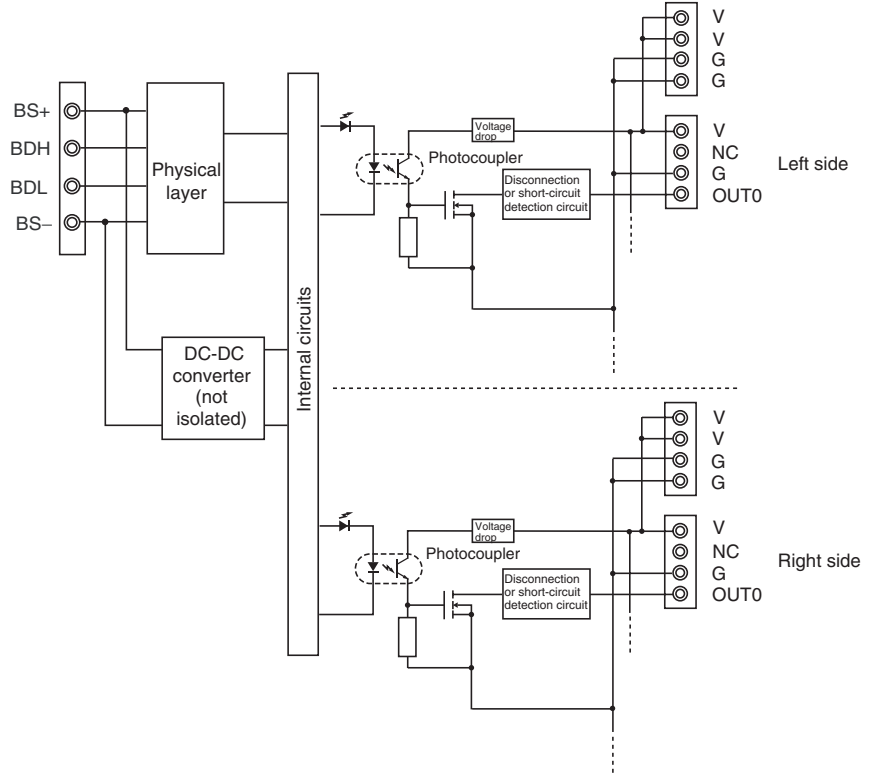 V
V
G
G
BS+
BDH
BDL
BS–
Physical
layer
Voltage
drop
Photocoupler
Disconnection
or short-circuit
detection circuit
V
NC
G
OUT0
Left side
Internal circuits
DC-DC
converter
(not
isolated)
V
V
G
G
Voltage
drop
Photocoupler
Disconnection
or short-circuit
detection circuit
V
NC
G
OUT0
Right side